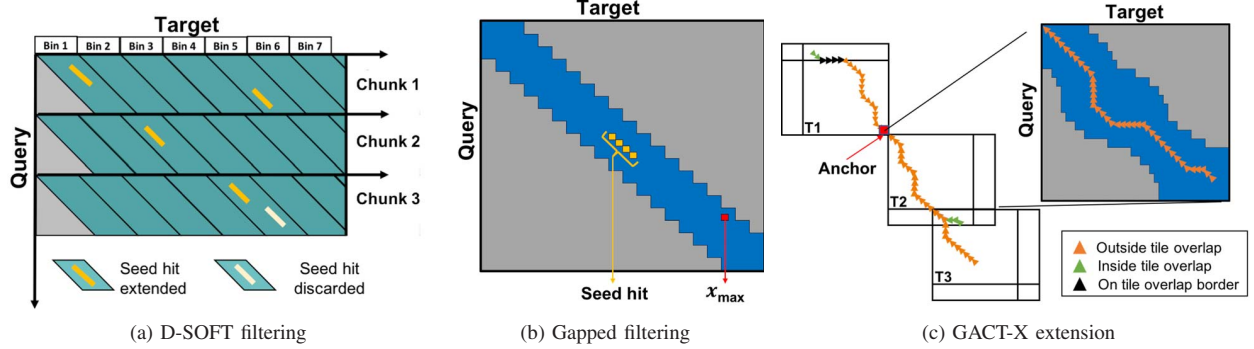 Target
Bin 1 Bin 2 Bin 3 Bin 4 Bin 5 Bin 6 Bin 7
Query
Chunk 1
Chunk 2
Chunk 3
Seed hit
extended
Seed hit
discarded
(a) D-SOFT filtering
Target
Query
Seed hit
xmax
(b) Gapped filtering
T1
Anchor
T2
T3
Target
Query
Outside tile overlap
Inside tile overlap
On tile overlap border
(c) GACT-X extension